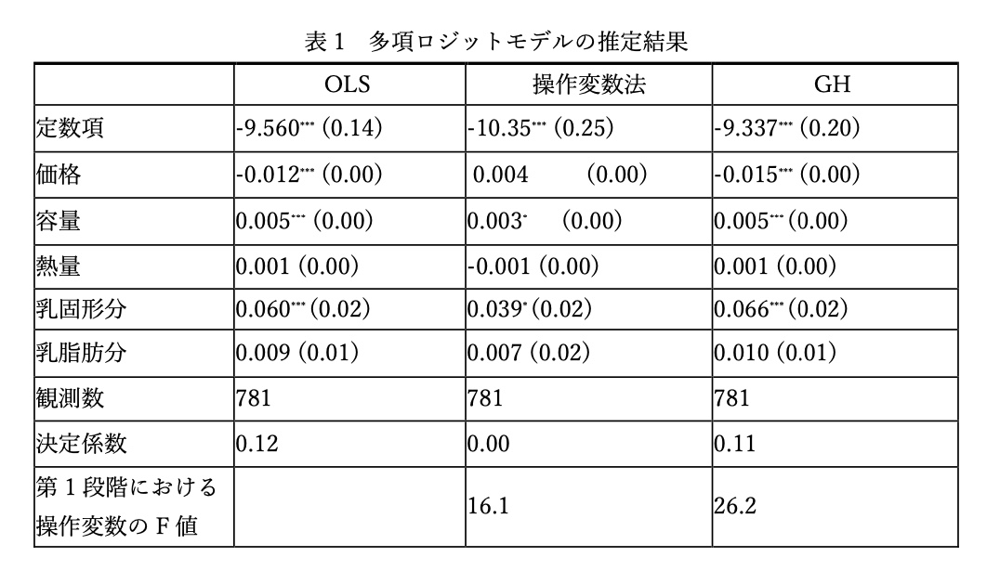 表 1　多項ロジットモデルの推定結果
OLS 操作変数法 GH
定数項 -9.560*** (0.14) -10.35*** (0.25) -9.337*** (0.20)
価格 -0.012*** (0.00) 0.004 (0.00) -0.015*** (0.00)
容量 0.005*** (0.00) 0.003* (0.00) 0.005*** (0.00)
熱量 0.001 (0.00) -0.001 (0.00) 0.001 (0.00)
乳固形分 0.060*** (0.02) 0.039* (0.02) 0.066*** (0.02)
乳脂肪分 0.009 (0.01) 0.007 (0.02) 0.010 (0.01)
観測数 781 781 781
決定係数 0.12 0.00 0.11
第 1 段階における
操作変数の F 値 16.1 26.2